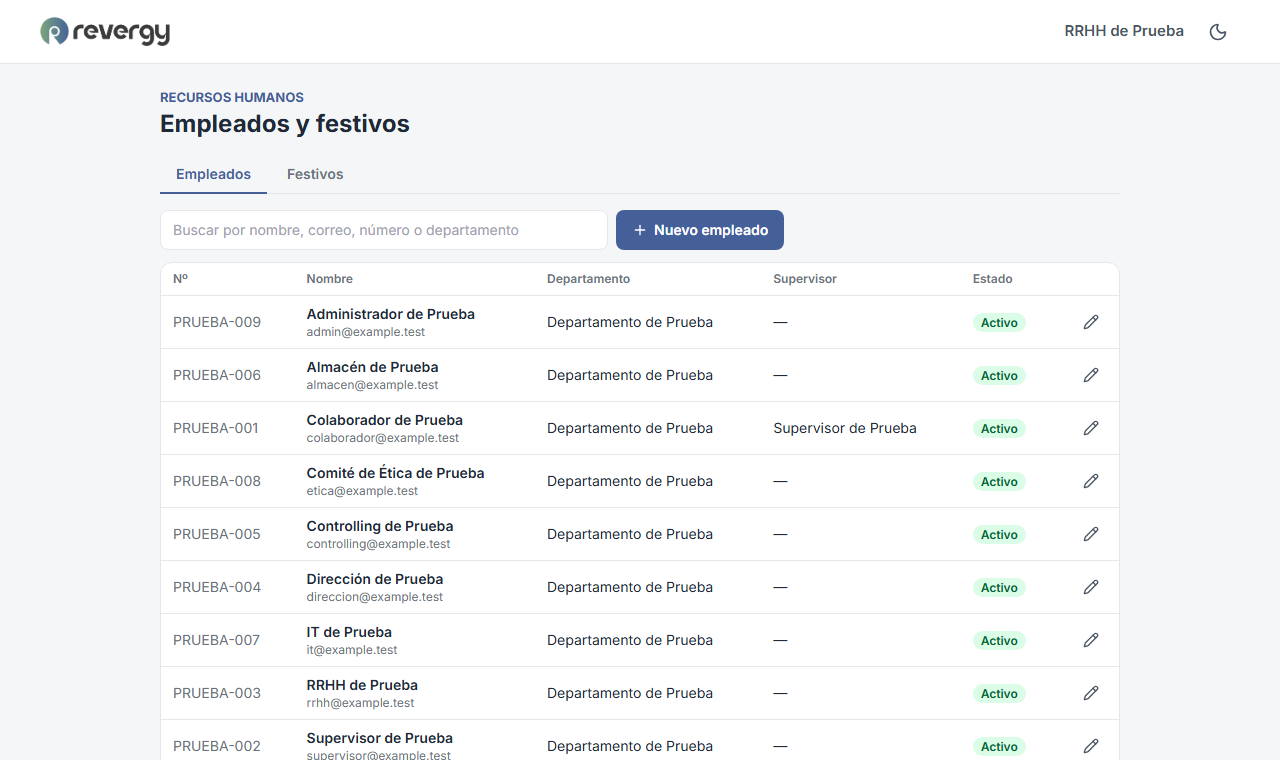 revergy
RRHH de Prueba
RECURSOS HUMANOS
Empleados y festivos
Empleados Festivos
Buscar por nombre, correo, número o departamento
+ Nuevo empleado
Nº Nombre Departamento Supervisor Estado
PRUEBA-009 Administrador de Prueba Departamento de Prueba — Activo
admin@example.test
PRUEBA-006 Almacén de Prueba Departamento de Prueba — Activo
almacen@example.test
PRUEBA-001 Colaborador de Prueba Departamento de Prueba Supervisor de Prueba Activo
colaborador@example.test
PRUEBA-008 Comité de Ética de Prueba Departamento de Prueba — Activo
etica@example.test
PRUEBA-005 Controlling de Prueba Departamento de Prueba — Activo
controlling@example.test
PRUEBA-004 Dirección de Prueba Departamento de Prueba — Activo
direccion@example.test
PRUEBA-007 IT de Prueba Departamento de Prueba — Activo
it@example.test
PRUEBA-003 RRHH de Prueba Departamento de Prueba — Activo
rrhh@example.test
PRUEBA-002 Supervisor de Prueba Departamento de Prueba — Activo
supervisor@example.test